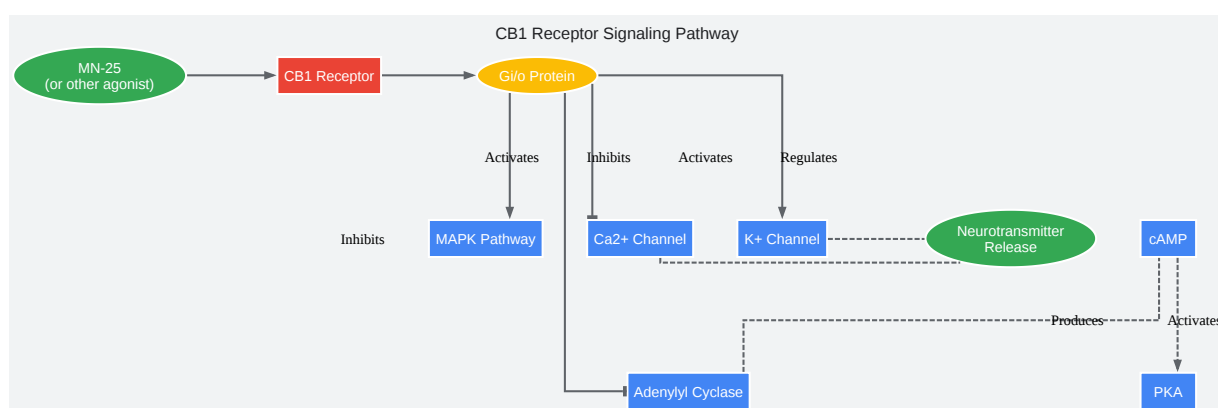 CB1 Receptor Signaling Pathway
MN-25
(or other agonist)
CB1 Receptor
Gi/o Protein
Activates
Inhibits
Activates
Regulates
Inhibits
MAPK Pathway
Ca2+ Channel
K+ Channel
Neurotransmitter
Release
cAMP
Produces
Activates
Adenylyl Cyclase
PKA